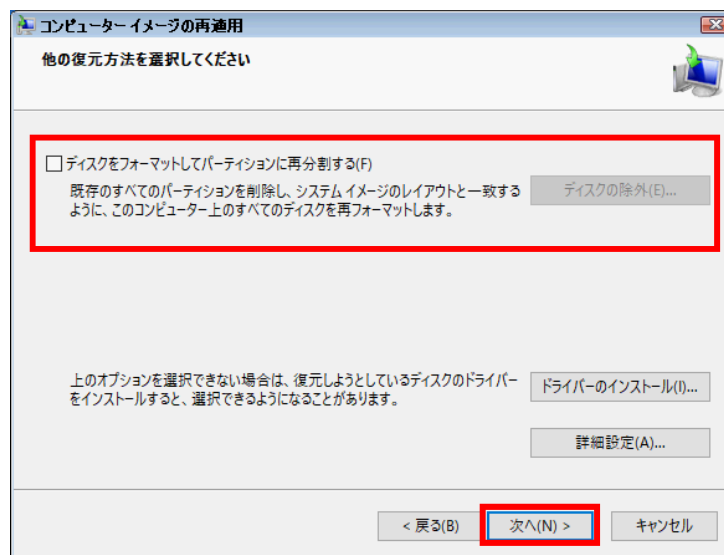 コンピューター イメージの再適用
他の復元方法を選択してください
ディスクをフォーマットしてパーティションに再分割する(F)
既存のすべてのパーティションを削除し、システム イメージのレイアウトと一致する
ように、このコンピューター上のすべてのディスクを再フォーマットします。
ディスクの除外(E)...
上のオプションを選択できない場合は、復元しようとしているディスクのドライバー
をインストールすると、選択できるようになることがあります。
ドライバーのインストール(I)...
詳細設定(A)...
< 戻る(B)
次へ(N) >
キャンセル